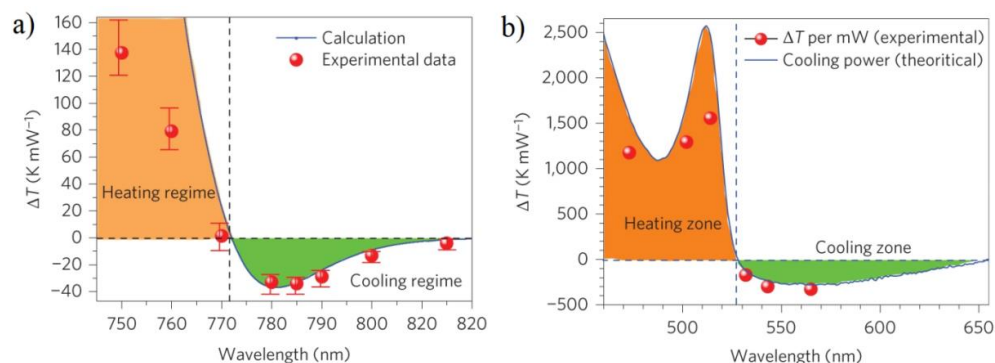 a)
160
140
120
100
80
60
40
20
0
−20
−40
ΔT (K mW⁻¹)
Calculation
Experimental data
Heating regime
Cooling regime
750 760 770 780 790 800 810 820
Wavelength (nm)
b)
2,500
2,000
1,500
1,000
500
0
−500
ΔT (K mW⁻¹)
ΔT per mW (experimental)
Cooling power (theoritical)
Heating zone
Cooling zone
500 550 600 650
Wavelength (nm)